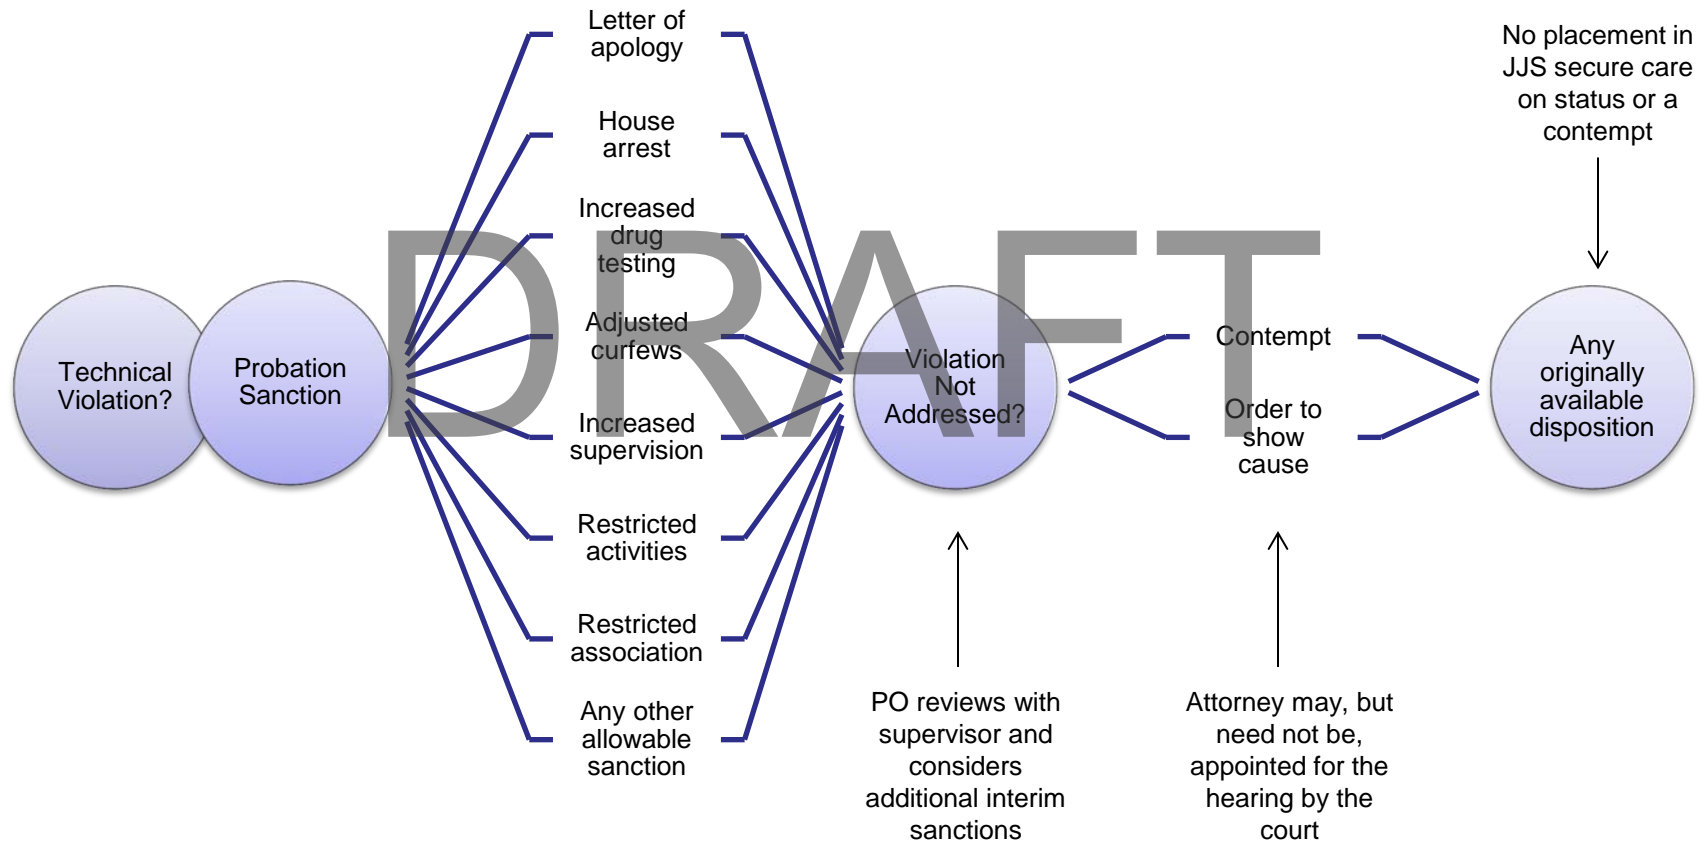 Technical
Violation?
Probation
Sanction
Letter of
apology
House
arrest
Increased
drug
testing
Adjusted
curfews
Increased
supervision
Restricted
activities
Restricted
association
Any other
allowable
sanction
Violation
Not
Addressed?
PO reviews with
supervisor and
considers
additional interim
sanctions
Contempt
Order to
show
cause
Attorney may, but
need not be,
appointed for the
hearing by the
court
No placement in
JJS secure care
on status or a
contempt
Any
originally
available
disposition
DRAFT